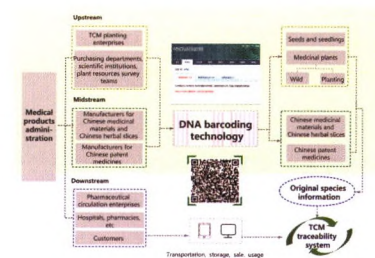 Upstream
TCM planting
enterprises
Purchasing departments,
scientific institutions,
plant resources survey
teams
Seeds and seedlings
Medicinal plants
Wild
Planting
Medical
products
admini-
stration
Midstream
Manufacturers for
Chinese medicinal
materials and
Chinese herbal slices
Manufacturers for
Chinese patent
medicines
DNA barcoding
technology
Chinese medicinal
materials and
Chinese herbal slices
Chinese patent
medicines
Downstream
Pharmaceutical
circulation enterprises
Hospitals, pharmacies,
etc
Customers
Original species
information
TCM
traceability
system
Transportation, storage, sale, usage